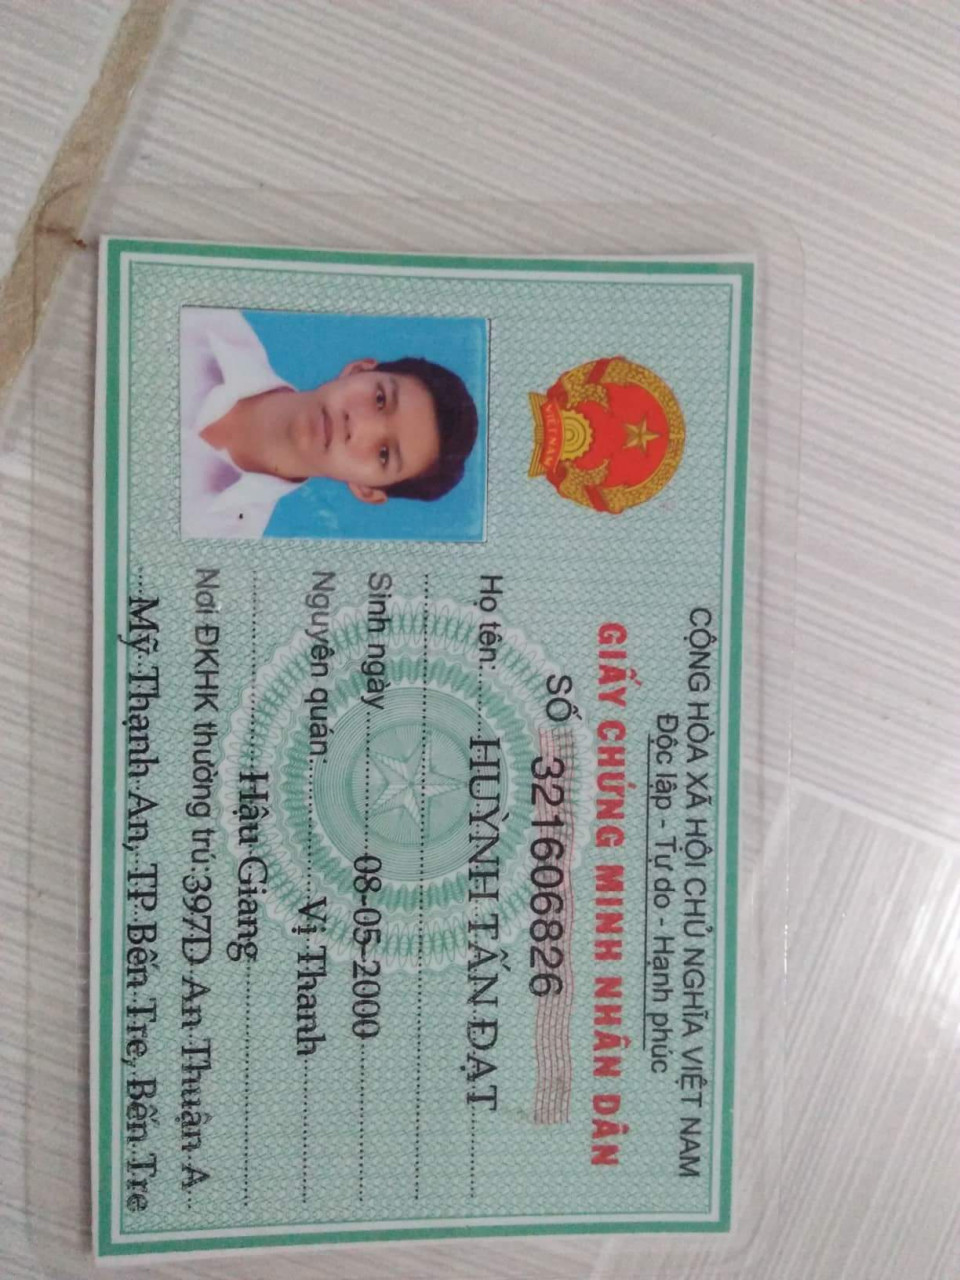 CỘNG HÒA XÃ HỘI CHỦ NGHĨA VIỆT NAM
Độc lập - Tự do - Hạnh phúc
GIẤY CHỨNG MINH NHÂN DÂN
SỐ 321606826
Họ tên: HUỲNH TẤN ĐẠT
Sinh ngày 08-05-2000
Nguyên quán: Vị Thanh
Hậu Giang
Nơi ĐKHK thường trú: 397D An Thuận A
Mỹ Thạnh An, TP Bến Tre, Bến Tre
VIỆT NAM